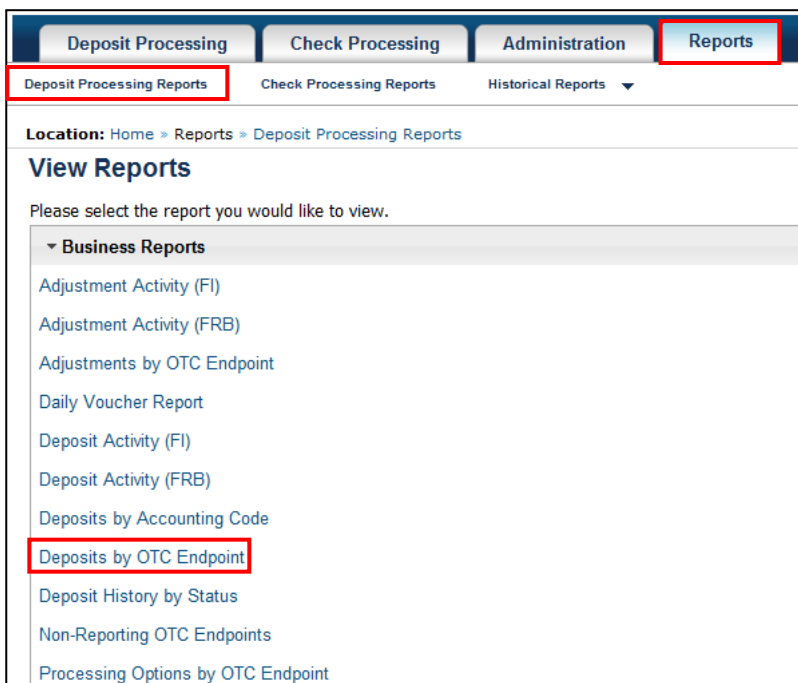 Deposit Processing Check Processing Administration Reports
Deposit Processing Reports Check Processing Reports Historical Reports
Location: Home » Reports » Deposit Processing Reports
View Reports
Please select the report you would like to view.
Business Reports
Adjustment Activity (FI)
Adjustment Activity (FRB)
Adjustments by OTC Endpoint
Daily Voucher Report
Deposit Activity (FI)
Deposit Activity (FRB)
Deposits by Accounting Code
Deposits by OTC Endpoint
Deposit History by Status
Non-Reporting OTC Endpoints
Processing Options by OTC Endpoint